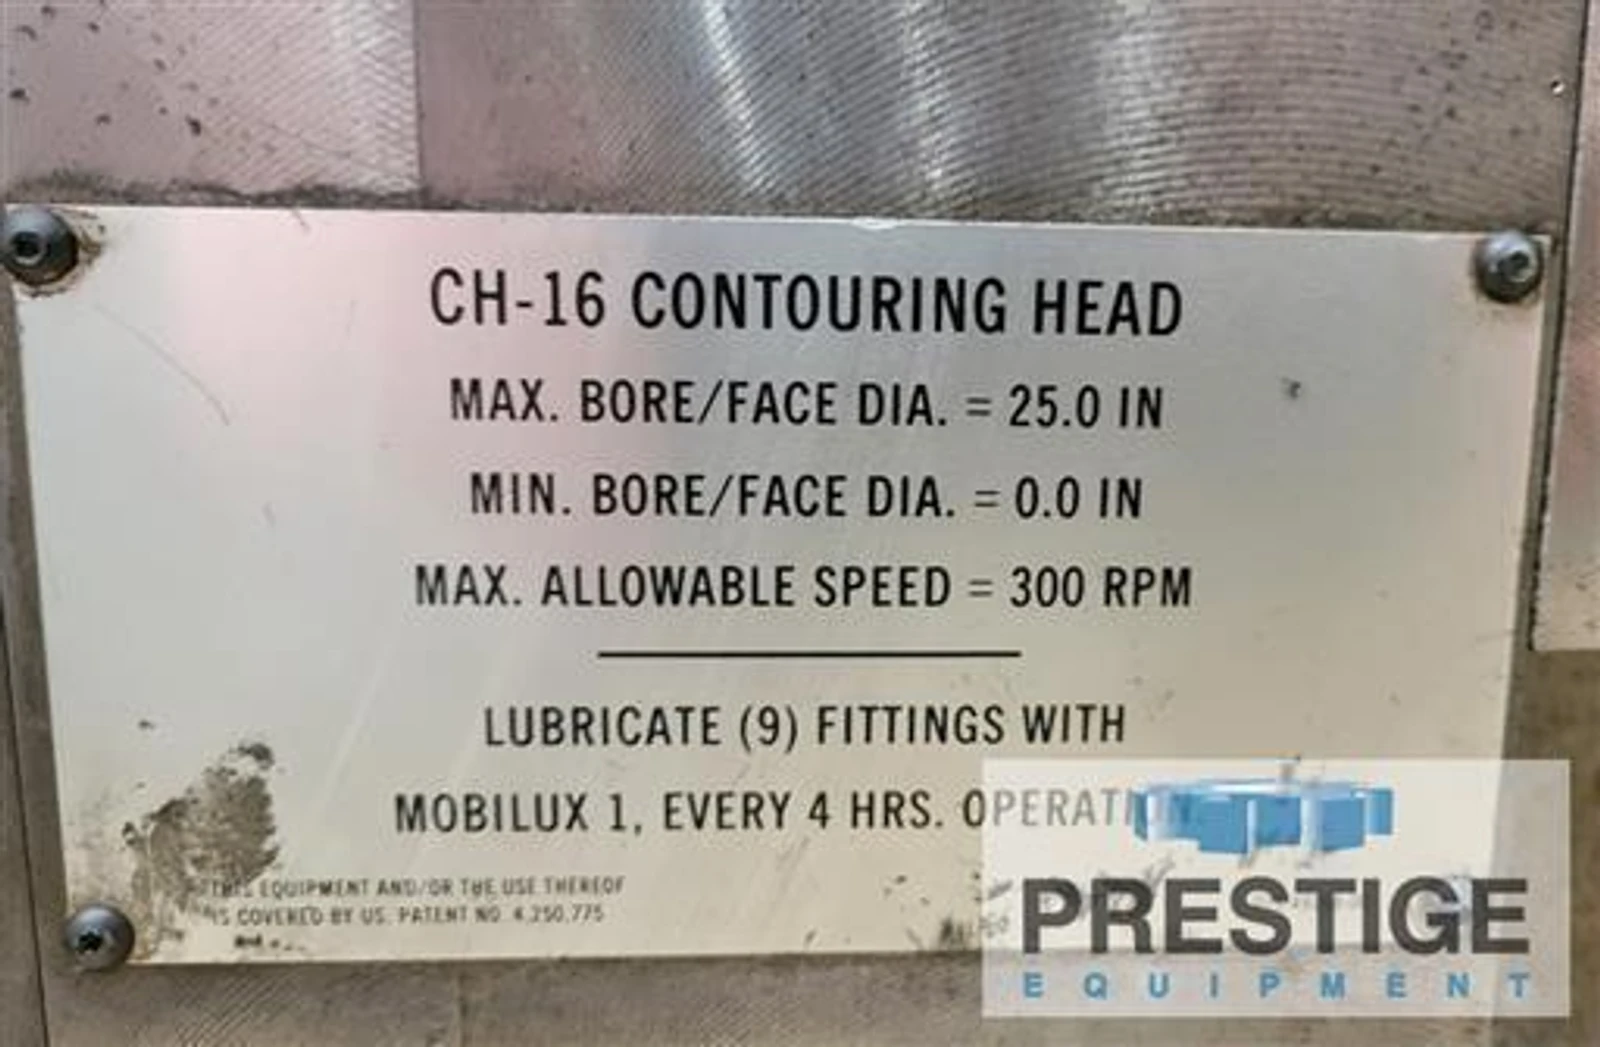 CH-16 CONTOURING HEAD
MAX. BORE/FACE DIA. = 25.0 IN
MIN. BORE/FACE DIA. = 0.0 IN
MAX. ALLOWABLE SPEED = 300 RPM
LUBRICATE (9) FITTINGS WITH
MOBILUX 1, EVERY 4 HRS.
THIS EQUIPMENT AND/OR THE USE THEREOF
IS COVERED BY US. PATENT NO. 4,250,775
PRESTIGE
EQUIPMENT